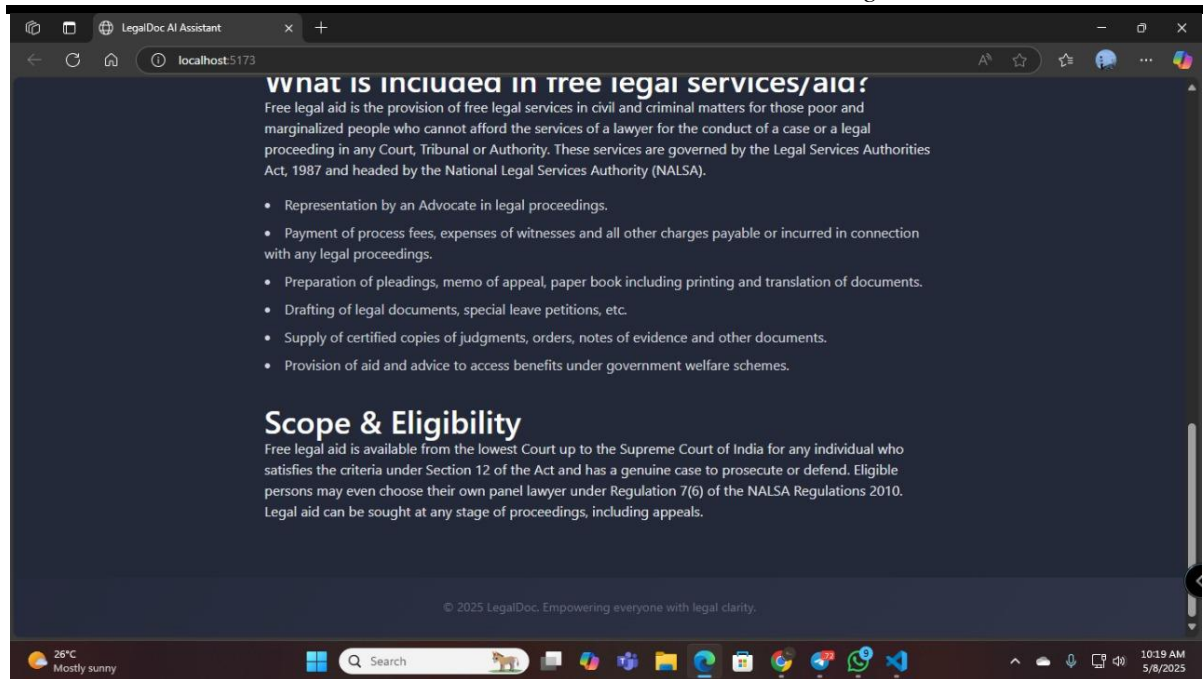 LegalDoc AI Assistant
localhost:5173
What is included in free legal services/aid?
Free legal aid is the provision of free legal services in civil and criminal matters for those poor and
marginalized people who cannot afford the services of a lawyer for the conduct of a case or a legal
proceeding in any Court, Tribunal or Authority. These services are governed by the Legal Services Authorities
Act, 1987 and headed by the National Legal Services Authority (NALSA).
• Representation by an Advocate in legal proceedings.
• Payment of process fees, expenses of witnesses and all other charges payable or incurred in connection
with any legal proceedings.
• Preparation of pleadings, memo of appeal, paper book including printing and translation of documents.
• Drafting of legal documents, special leave petitions, etc.
• Supply of certified copies of judgments, orders, notes of evidence and other documents.
• Provision of aid and advice to access benefits under government welfare schemes.
Scope & Eligibility
Free legal aid is available from the lowest Court up to the Supreme Court of India for any individual who
satisfies the criteria under Section 12 of the Act and has a genuine case to prosecute or defend. Eligible
persons may even choose their own panel lawyer under Regulation 7(6) of the NALSA Regulations 2010.
Legal aid can be sought at any stage of proceedings, including appeals.
© 2025 LegalDoc. Empowering everyone with legal clarity.
26°C
Mostly sunny
Search
72
9
10:19 AM
5/8/2025